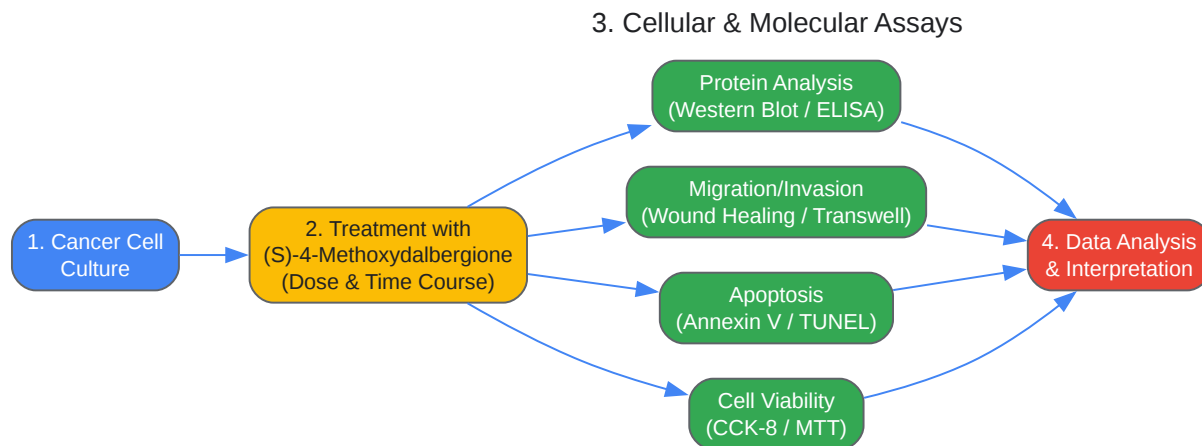 3. Cellular & Molecular Assays
Protein Analysis
(Western Blot / ELISA)
Migration/Invasion
(Wound Healing / Transwell)
1. Cancer Cell
Culture
2. Treatment with
(S)-4-Methoxydalbergione
(Dose & Time Course)
4. Data Analysis
& Interpretation
Apoptosis
(Annexin V / TUNEL)
Cell Viability
(CCK-8 / MTT)